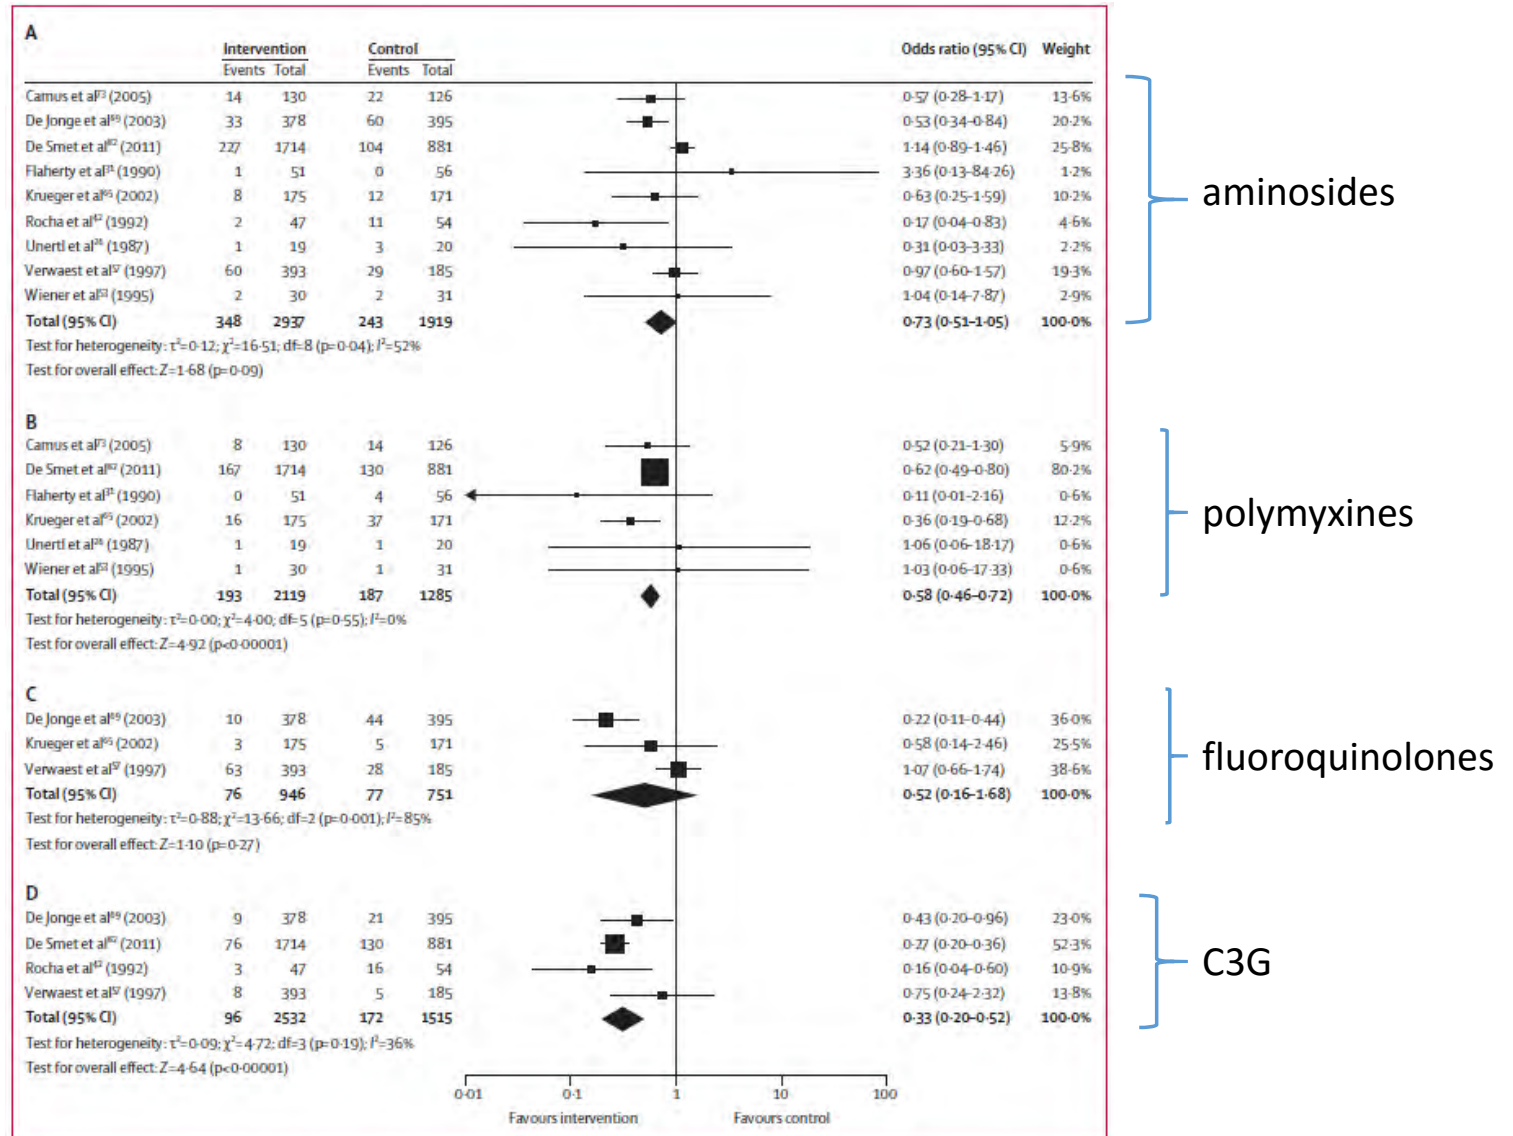 A
Intervention Control Odds ratio (95% CI) Weight
Events Total Events Total
Camus et al⁷³ (2005) 14 130 22 126 0·57 (0·28–1·17) 13·6%
De Jonge et al⁶⁹ (2003) 33 378 60 395 0·53 (0·34–0·84) 20·2%
De Smet et al⁸² (2011) 227 1714 104 881 1·14 (0·89–1·46) 25·8%
Flaherty et al³¹ (1990) 1 51 0 56 3·36 (0·13–84·26) 1·2%
Krueger et al⁶⁵ (2002) 8 175 12 171 0·63 (0·25–1·59) 10·2%
Rocha et al⁴² (1992) 2 47 11 54 0·17 (0·04–0·83) 4·6%
Unertl et al²⁴ (1987) 1 19 3 20 0·31 (0·03–3·33) 2·2%
Verwaest et al⁵⁷ (1997) 60 393 29 185 0·97 (0·60–1·57) 19·3%
Wiener et al⁵³ (1995) 2 30 2 31 1·04 (0·14–7·87) 2·9%
Total (95% CI) 348 2937 243 1919 0·73 (0·51–1·05) 100·0%
Test for heterogeneity: τ²=0·12; χ²=16·51; df=8 (p=0·04); I²=52%
Test for overall effect: Z=1·68 (p=0·09)
aminosides
B
Camus et al⁷³ (2005) 8 130 14 126 0·52 (0·21–1·30) 5·9%
De Smet et al⁸² (2011) 167 1714 130 881 0·62 (0·49–0·80) 80·2%
Flaherty et al³¹ (1990) 0 51 4 56 0·11 (0·01–2·16) 0·6%
Krueger et al⁶⁵ (2002) 16 175 37 171 0·36 (0·19–0·68) 12·2%
Unertl et al²⁴ (1987) 1 19 1 20 1·06 (0·06–18·17) 0·6%
Wiener et al⁵³ (1995) 1 30 1 31 1·03 (0·06–17·33) 0·6%
Total (95% CI) 193 2119 187 1285 0·58 (0·46–0·72) 100·0%
Test for heterogeneity: τ²=0·00; χ²=4·00; df=5 (p=0·55); I²=0%
Test for overall effect: Z=4·92 (p<0·00001)
polymyxines
C
De Jonge et al⁶⁹ (2003) 10 378 44 395 0·22 (0·11–0·44) 36·0%
Krueger et al⁶⁵ (2002) 3 175 5 171 0·58 (0·14–2·46) 25·5%
Verwaest et al⁵⁷ (1997) 63 393 28 185 1·07 (0·66–1·74) 38·6%
Total (95% CI) 76 946 77 751 0·52 (0·16–1·68) 100·0%
Test for heterogeneity: τ²=0·88; χ²=13·66; df=2 (p=0·001); I²=85%
Test for overall effect: Z=1·10 (p=0·27)
fluoroquinolones
D
De Jonge et al⁶⁹ (2003) 9 378 21 395 0·43 (0·20–0·96) 23·0%
De Smet et al⁸² (2011) 76 1714 130 881 0·27 (0·20–0·36) 52·3%
Rocha et al⁴² (1992) 3 47 16 54 0·16 (0·04–0·60) 10·9%
Verwaest et al⁵⁷ (1997) 8 393 5 185 0·75 (0·24–2·32) 13·8%
Total (95% CI) 96 2532 172 1515 0·33 (0·20–0·52) 100·0%
Test for heterogeneity: τ²=0·09; χ²=4·72; df=3 (p=0·19); I²=36%
Test for overall effect: Z=4·64 (p<0·00001)
C3G
0·01 0·1 1 10 100
Favours intervention Favours control